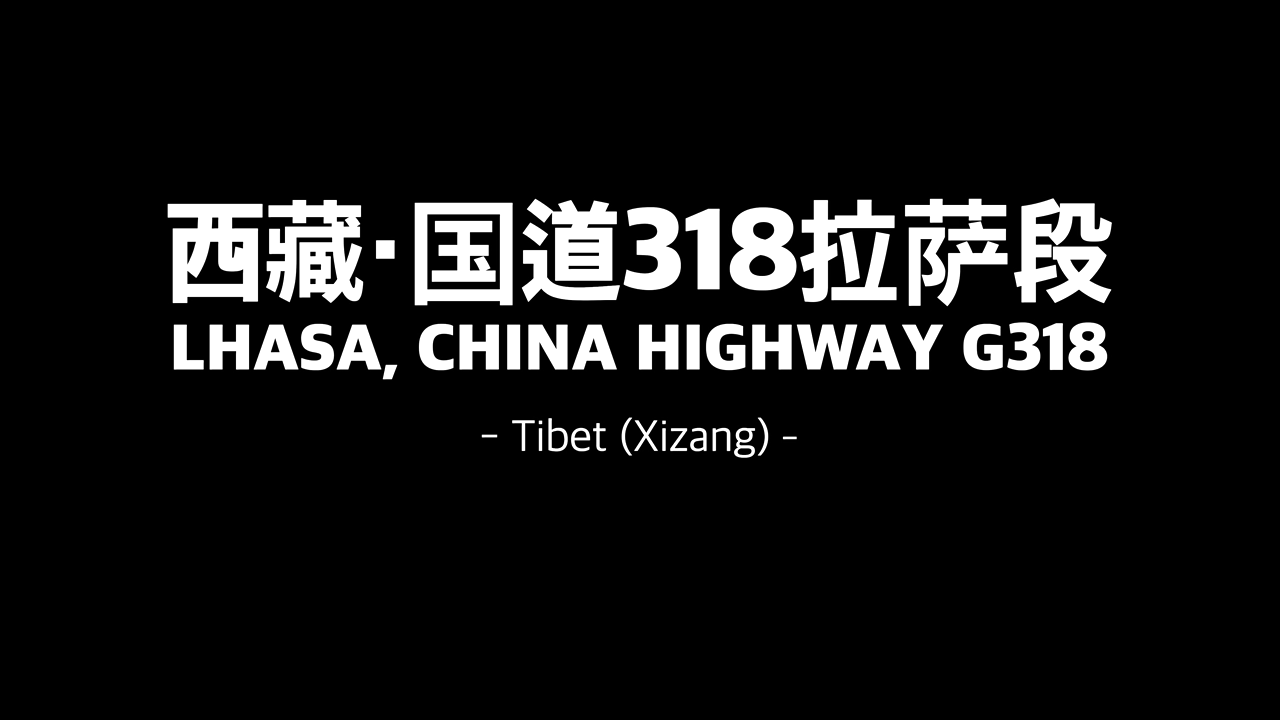 西藏·国道318拉萨段
LHASA, CHINA HIGHWAY G318
- Tibet (Xizang) -